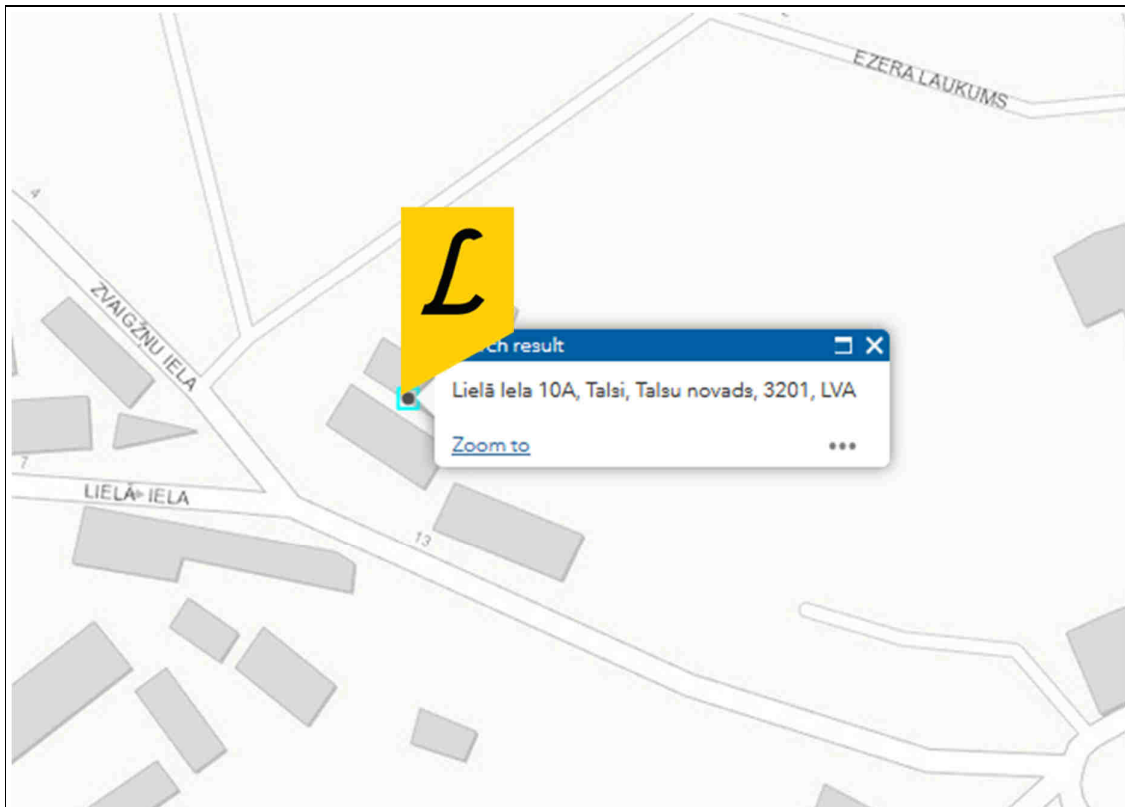 EZERA LAUKUMS
4
ZVAIGŽŅU IELA
L
rch result
Lielā Iela 10A, Talsi, Talsu novads, 3201, LVA
Zoom to
7
LIELĀ IELA
13